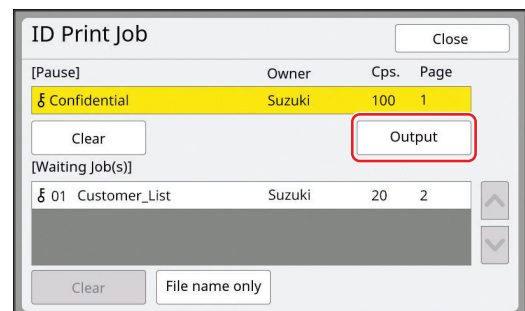 ID Print Job Close
[Pause] Owner Cps. Page
Confidential Suzuki 100 1
Clear Output
[Waiting Job(s)]
01 Customer_List Suzuki 20 2
Clear File name only